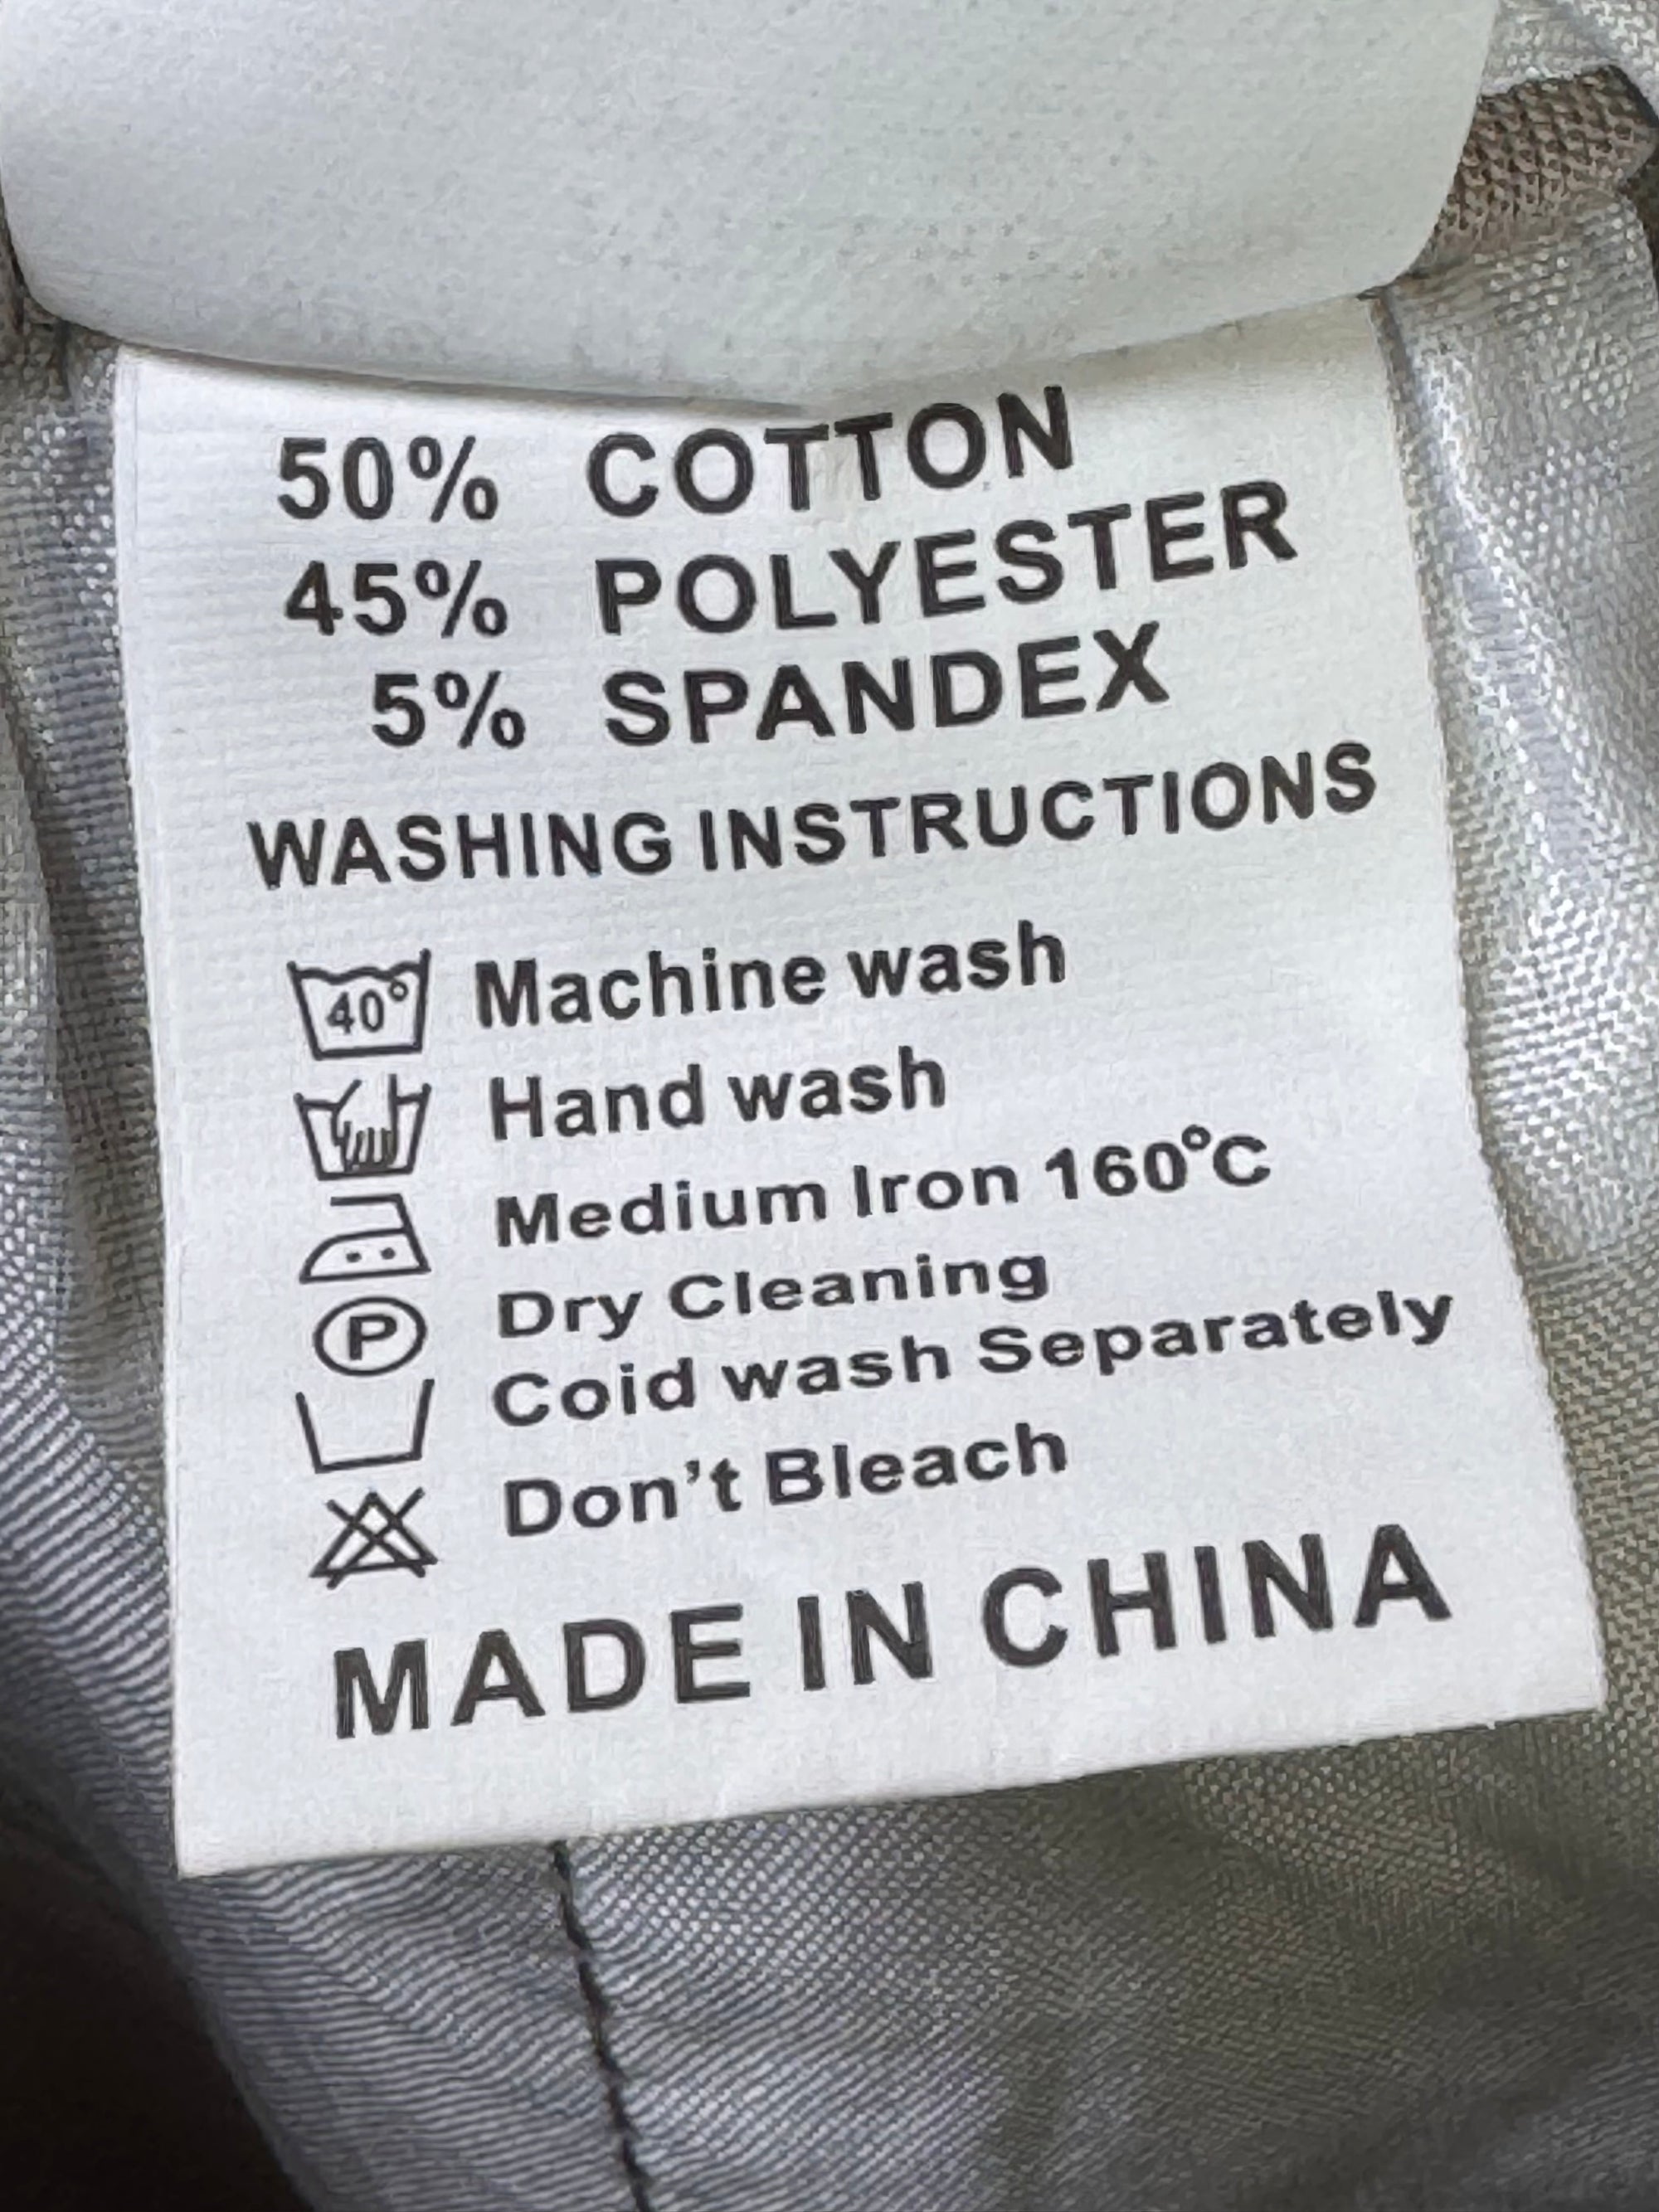 50% COTTON
45% POLYESTER
5% SPANDEX
WASHING INSTRUCTIONS
40° Machine wash
Hand wash
Medium Iron 160°C
P Dry Cleaning
Coid wash Separately
Don't Bleach
MADE IN CHINA